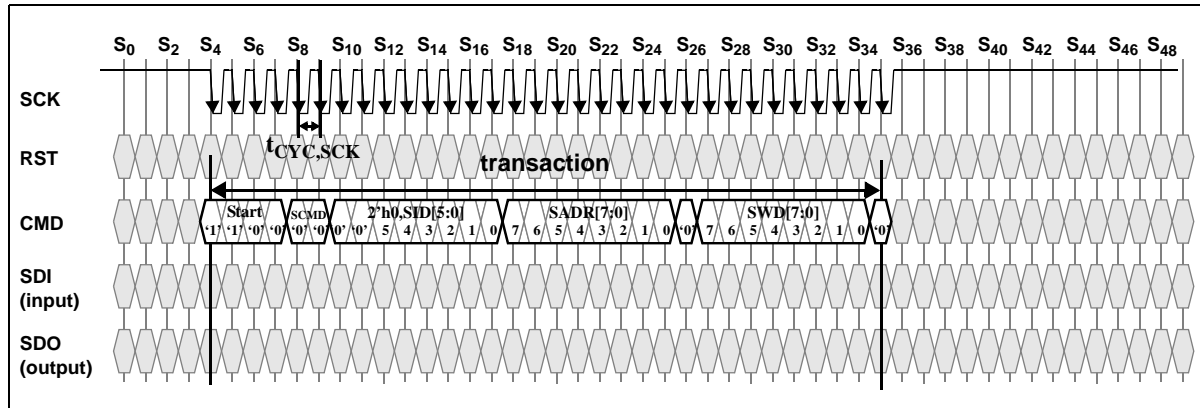 S0 S2 S4 S6 S8 S10 S12 S14 S16 S18 S20 S22 S24 S26 S28 S30 S32 S34 S36 S38 S40 S42 S44 S46 S48
SCK
tCYC,SCK
RST
transaction
CMD
Start SCMD 2'h0,SID[5:0] SADR[7:0] SWD[7:0]
‘1’ ‘1’ ‘0’ ‘0’ ‘0’ ‘0’ 0’ ‘0’ 5 4 3 2 1 0 7 6 5 4 3 2 1 0 ‘0’ 7 6 5 4 3 2 1 0 ‘0’
SDI
(input)
SDO
(output)